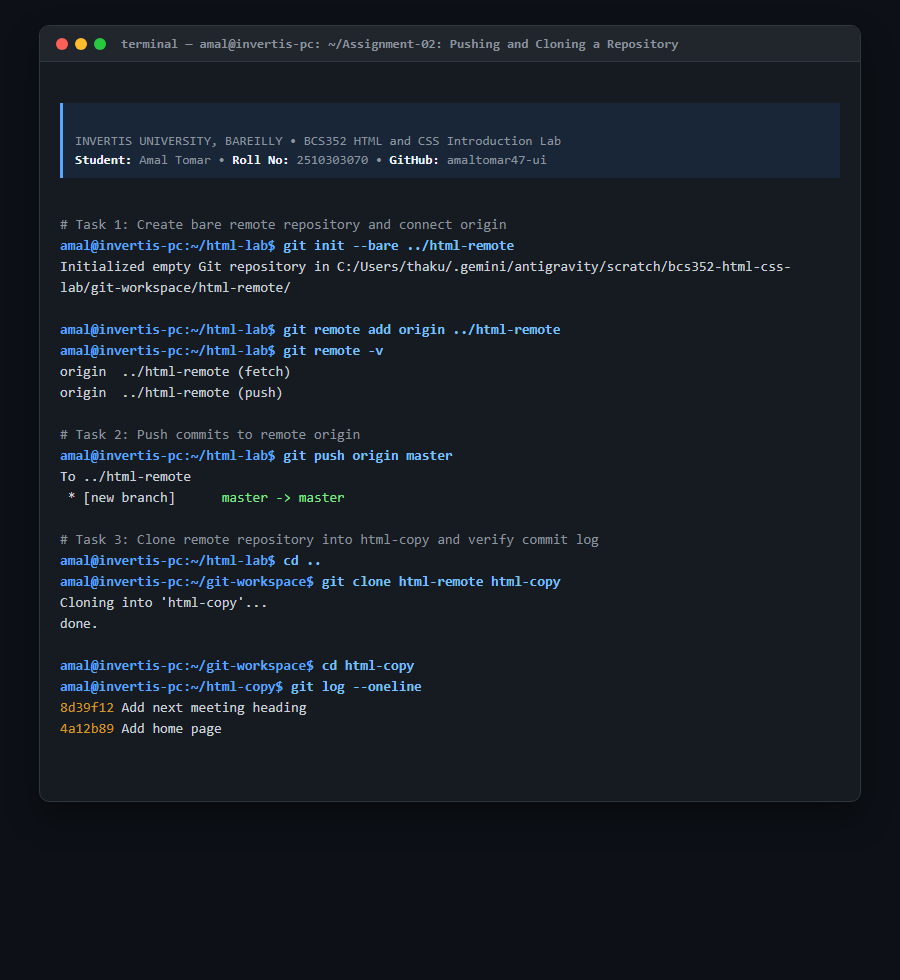 terminal — amal@invertis-pc: ~/Assignment-02: Pushing and Cloning a Repository
INVERTIS UNIVERSITY, BAREILLY • BCS352 HTML and CSS Introduction Lab
Student: Amal Tomar • Roll No: 2510303070 • GitHub: amaltomar47-ui
# Task 1: Create bare remote repository and connect origin
amal@invertis-pc:~/html-lab$ git init --bare ../html-remote
Initialized empty Git repository in C:/Users/thaku/.gemini/antigravity/scratch/bcs352-html-css-
lab/git-workspace/html-remote/
amal@invertis-pc:~/html-lab$ git remote add origin ../html-remote
amal@invertis-pc:~/html-lab$ git remote -v
origin  ../html-remote (fetch)
origin  ../html-remote (push)
# Task 2: Push commits to remote origin
amal@invertis-pc:~/html-lab$ git push origin master
To ../html-remote
 * [new branch]      master -> master
# Task 3: Clone remote repository into html-copy and verify commit log
amal@invertis-pc:~/html-lab$ cd ..
amal@invertis-pc:~/git-workspace$ git clone html-remote html-copy
Cloning into 'html-copy'...
done.
amal@invertis-pc:~/git-workspace$ cd html-copy
amal@invertis-pc:~/html-copy$ git log --oneline
8d39f12 Add next meeting heading
4a12b89 Add home page